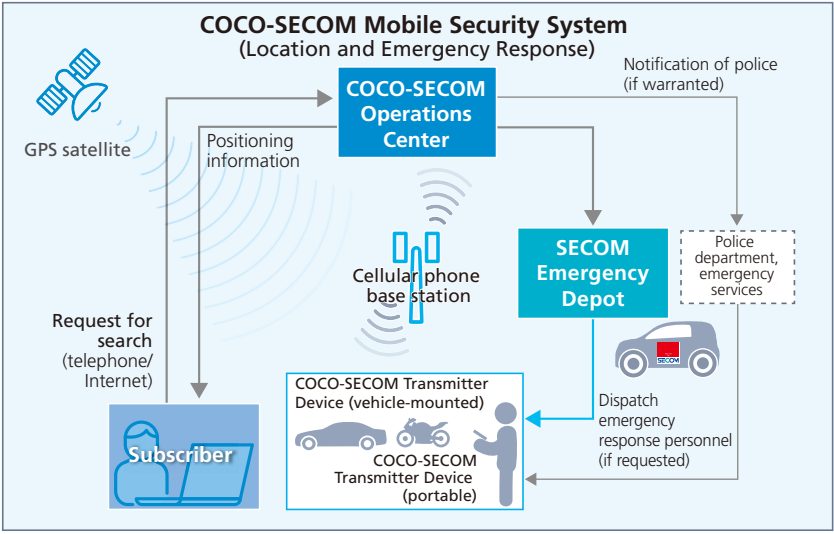 COCO-SECOM Mobile Security System
(Location and Emergency Response)
GPS satellite
COCO-SECOM
Operations
Center
Notification of police
(if warranted)
Positioning
information
Cellular phone
base station
SECOM
Emergency
Depot
Police
department,
emergency
services
Request for
search
(telephone/
Internet)
SECOM
Subscriber
COCO-SECOM Transmitter
Device (vehicle-mounted)
COCO-SECOM
Transmitter Device
(portable)
Dispatch
emergency
response personnel
(if requested)